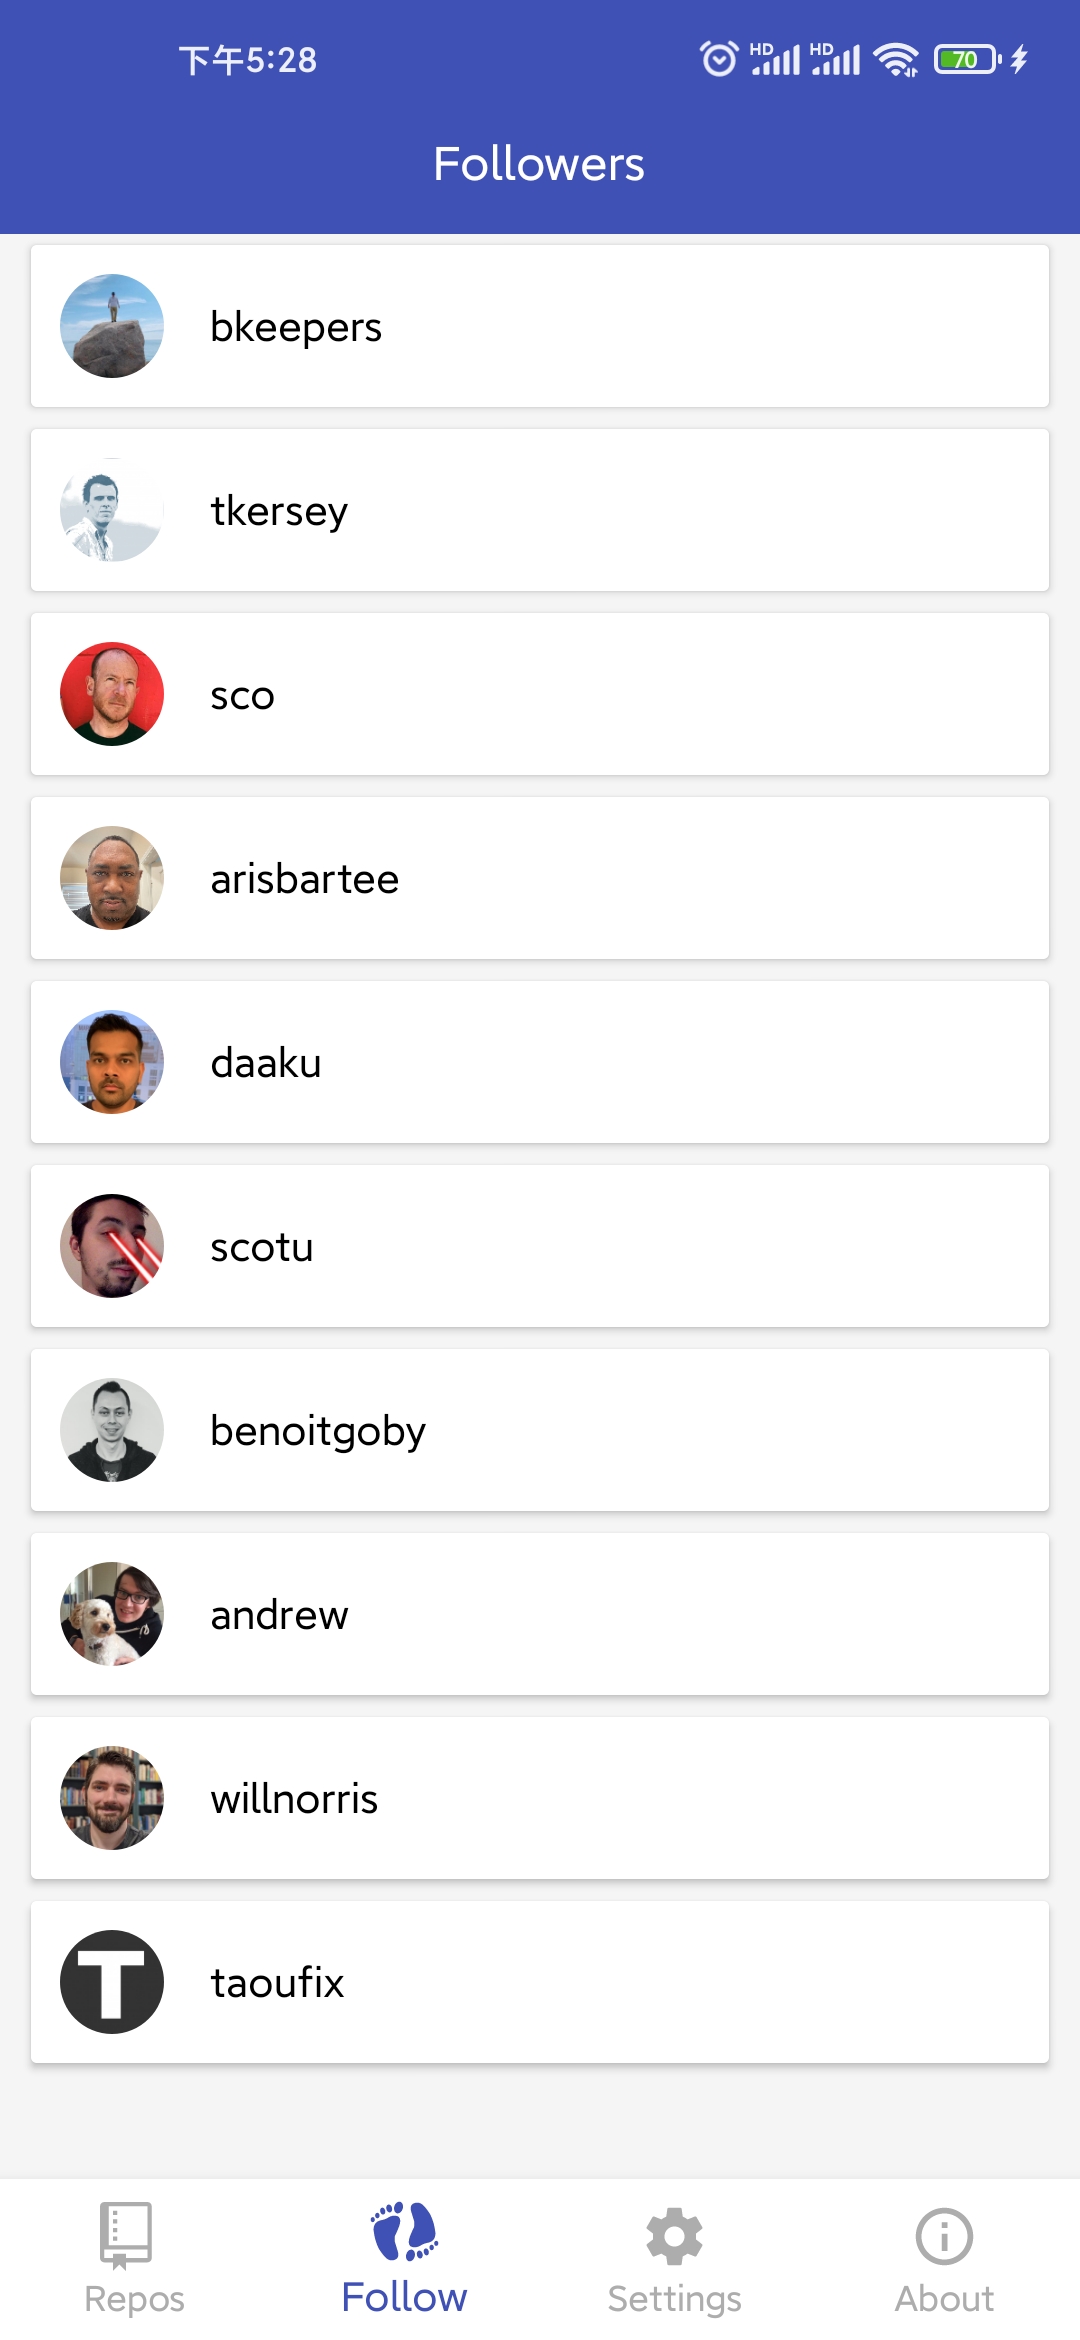 下午5:28 HD HD 70
Followers
bkeepers
tkersey
sco
arisbartee
daaku
scotu
benoitgoby
andrew
willnorris
T taoufix
Repos Follow Settings About